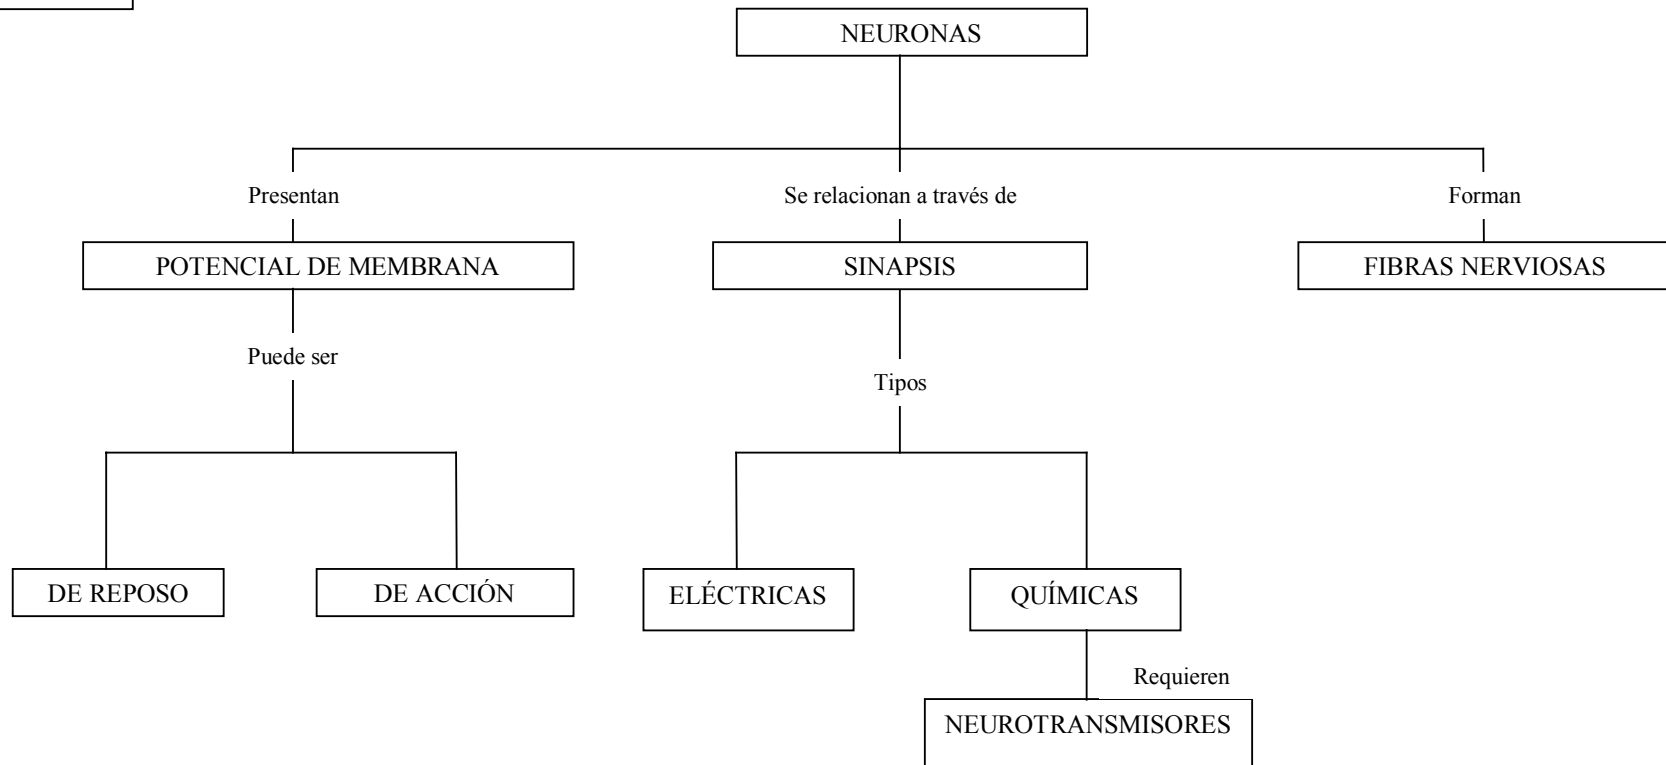 NEURONAS
Presentan
Se relacionan a través de
Forman
POTENCIAL DE MEMBRANA
SINAPSIS
FIBRAS NERVIOSAS
Puede ser
Tipos
DE REPOSO
DE ACCIÓN
ELÉCTRICAS
QUÍMICAS
Requieren
NEUROTRANSMISORES